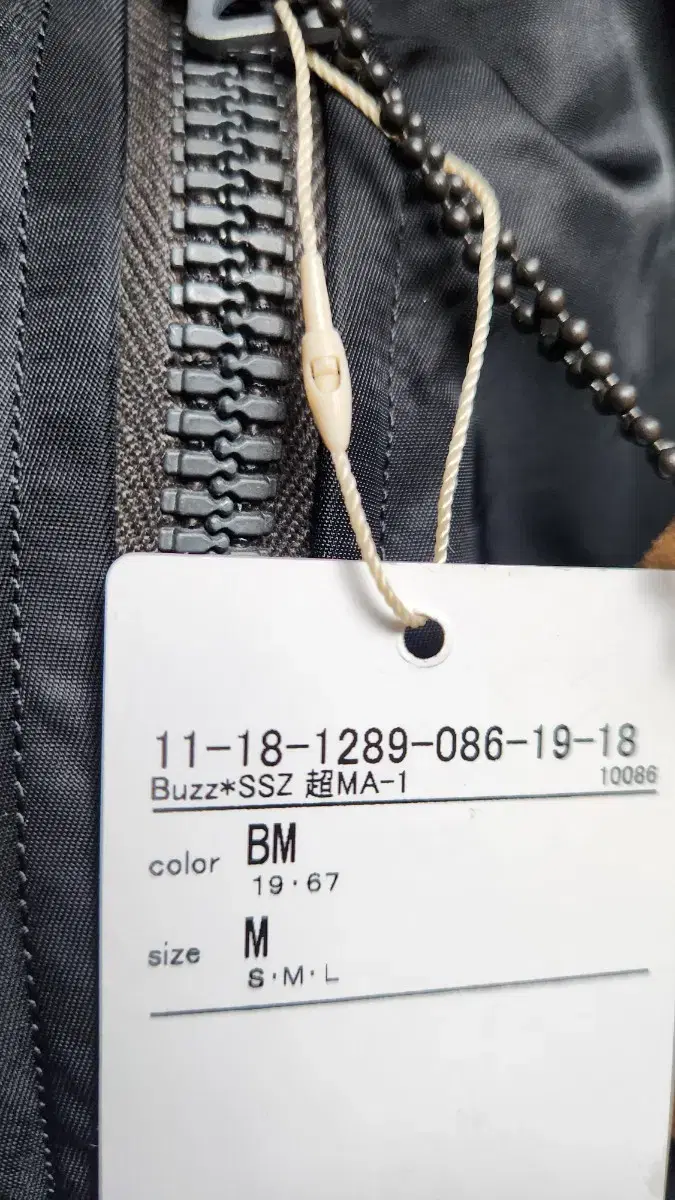 11-18-1289-086-19-18
Buzz*SSZ 超MA-1 10086
color BM
19·67
size M
S·M·L